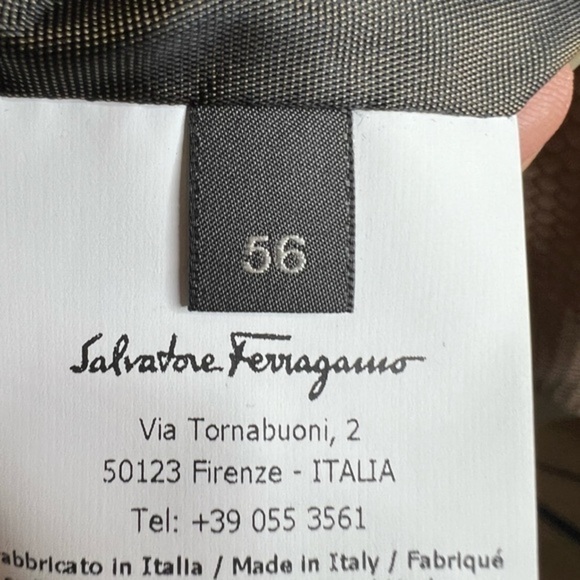 56
Salvatore Ferragamo
Via Tornabuoni, 2
50123 Firenze - ITALIA
Tel: +39 055 3561
abbricato in Italia / Made in Italy / Fabriqué